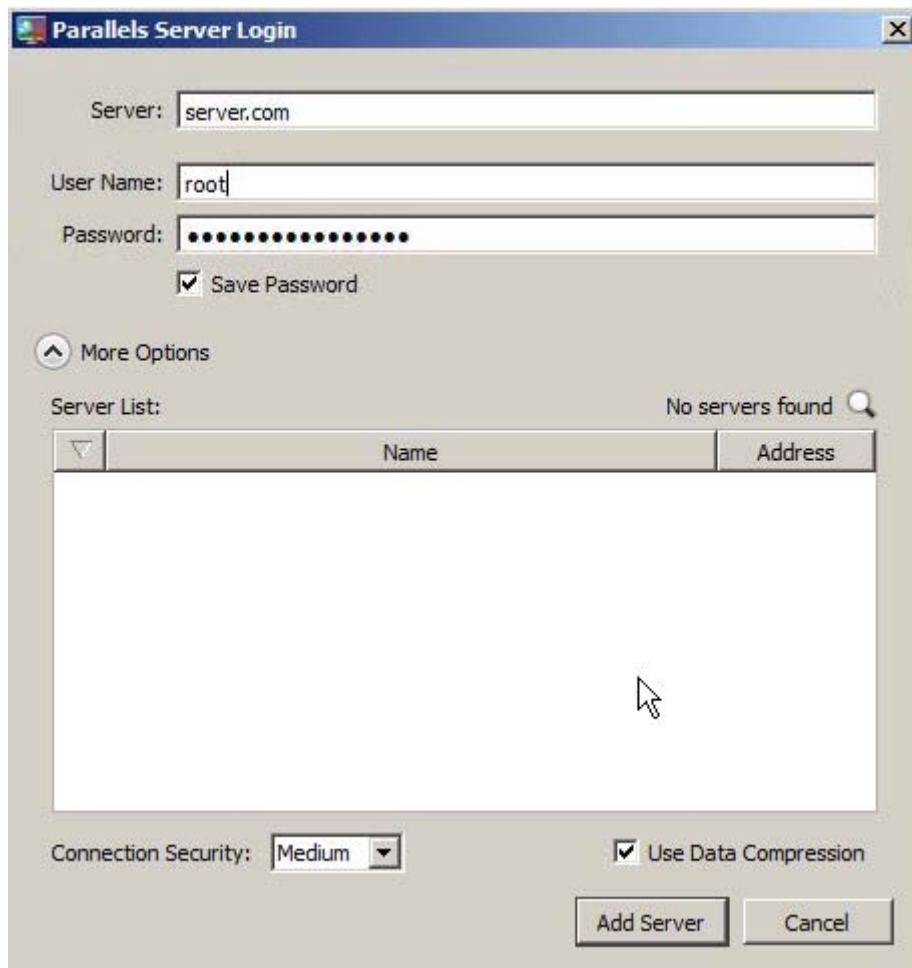 Parallels Server Login
Server: server.com
User Name: root
Password: ••••••••••••••••
Save Password
More Options
Server List: No servers found
Name Address
Connection Security: Medium Use Data Compression
Add Server Cancel